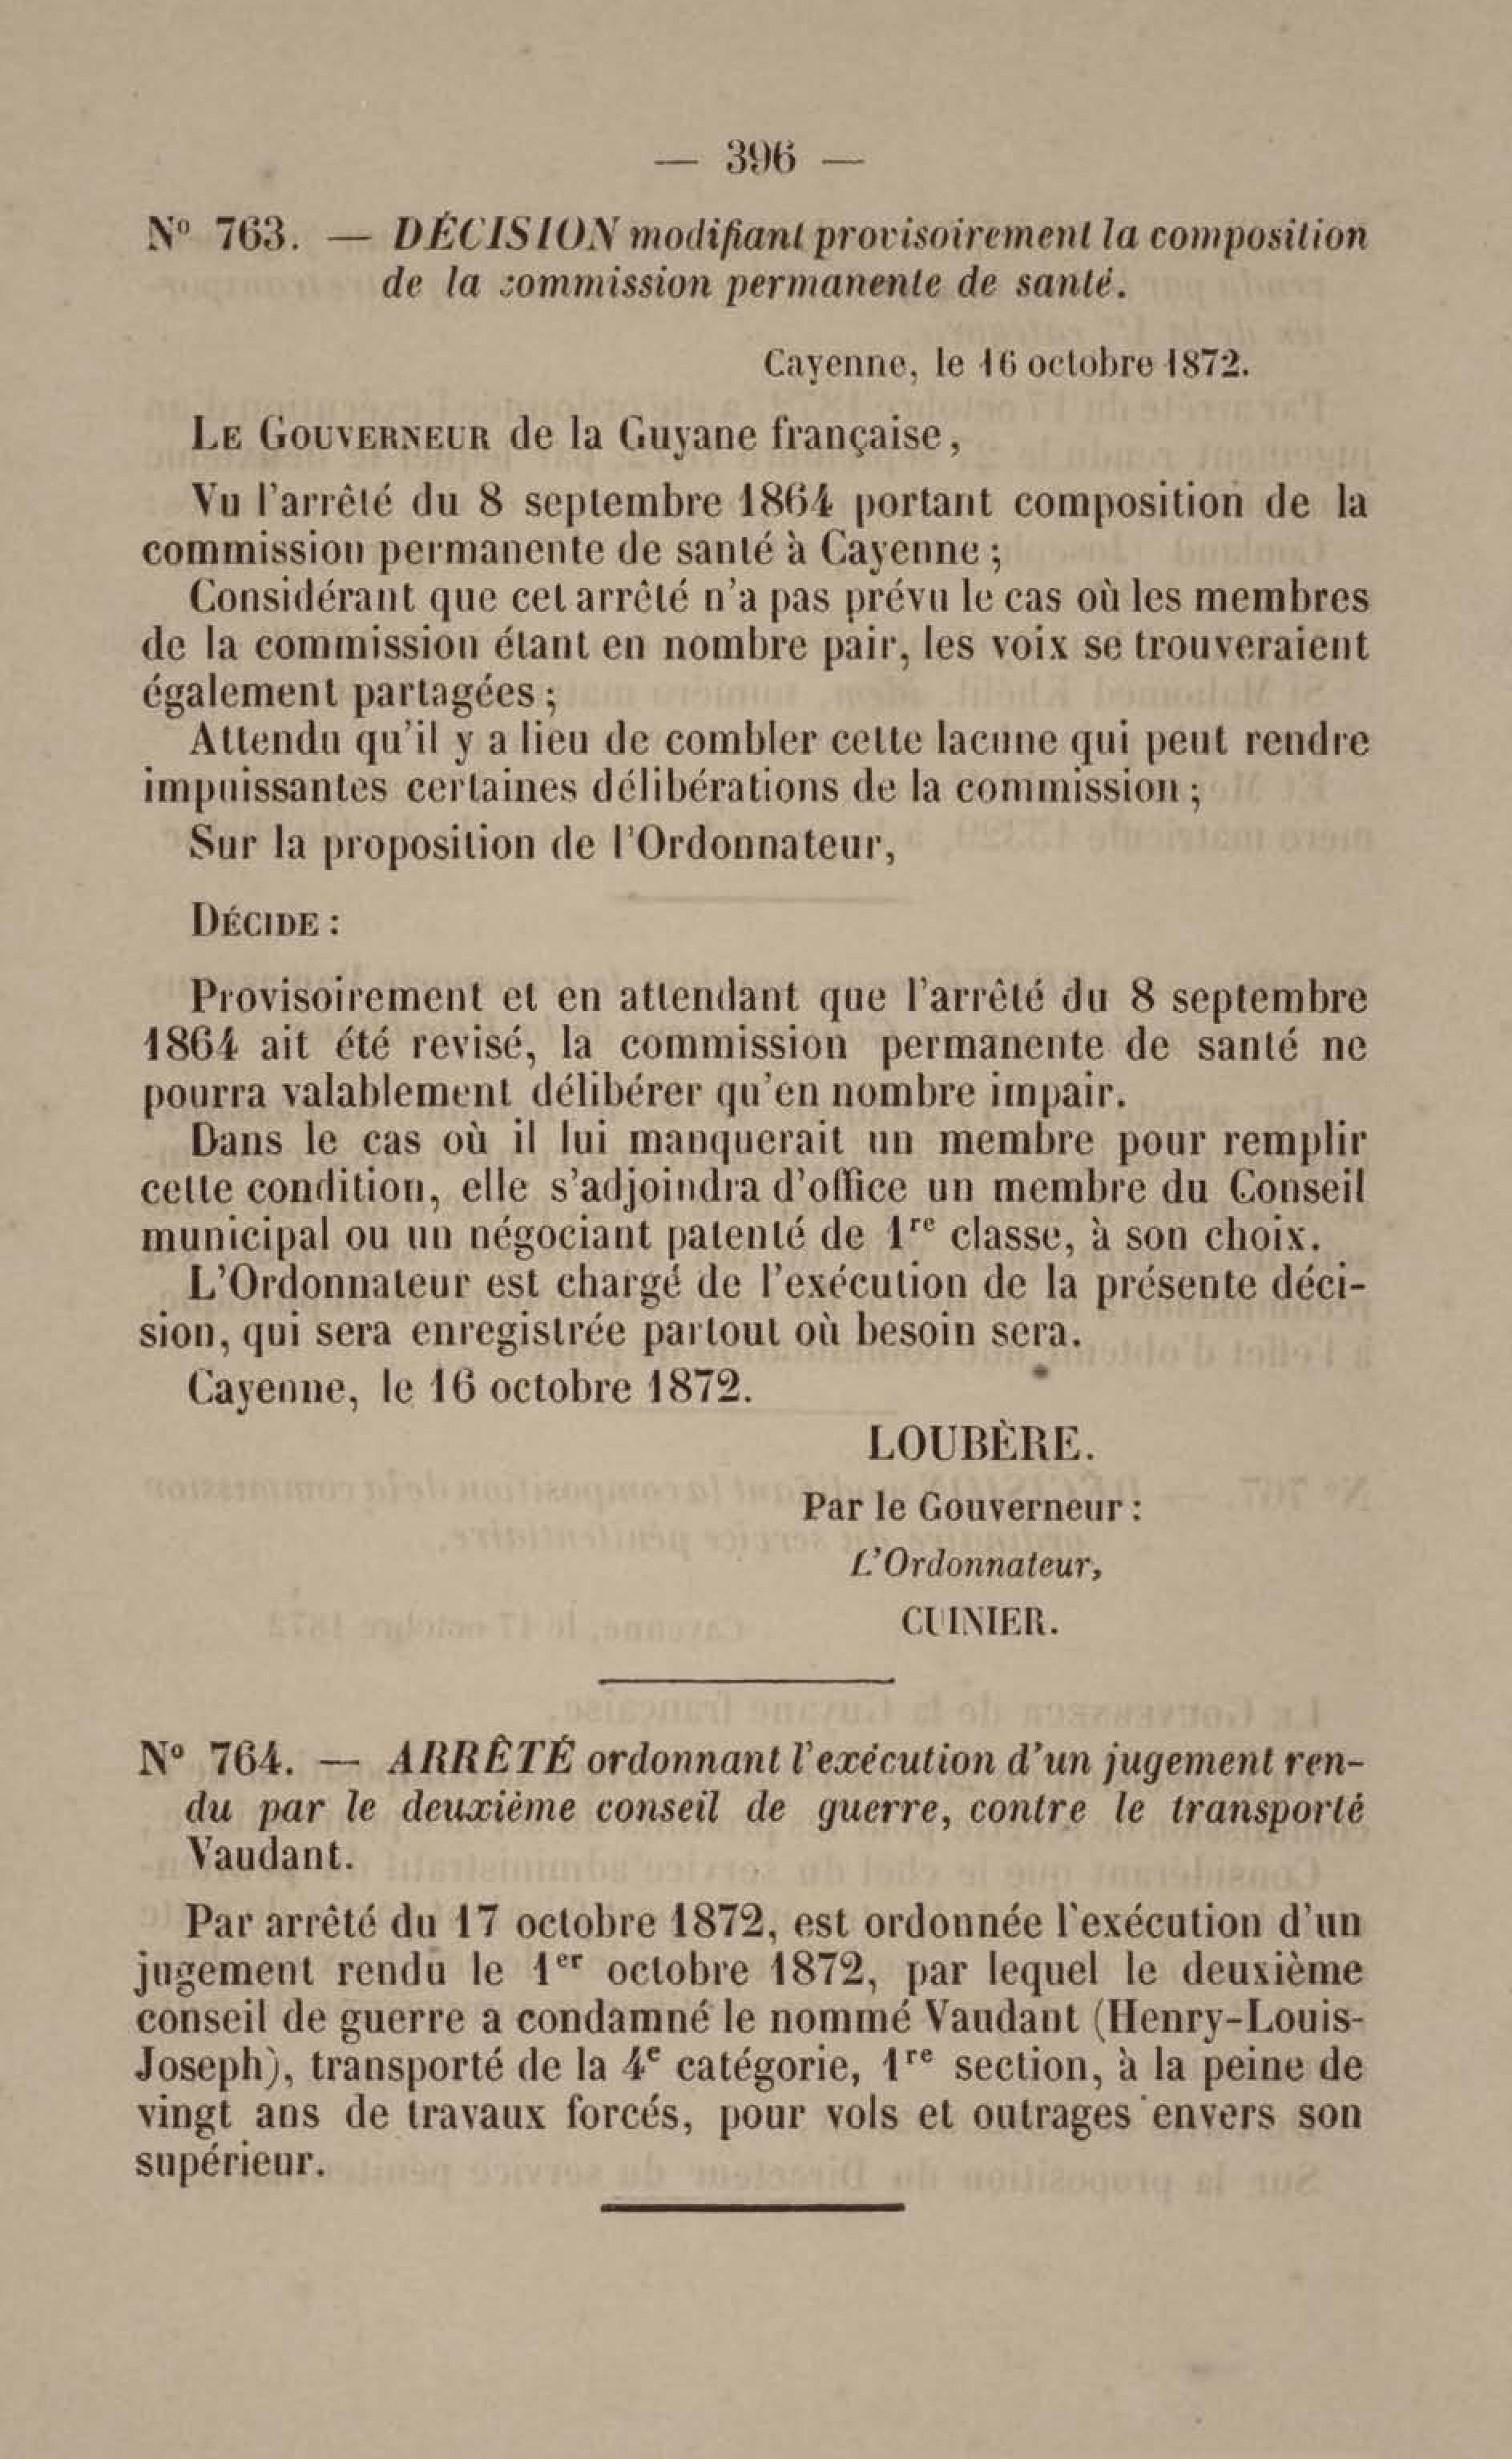 — 396 —
Nº 763. — DÉCISION modifiant provisoirement la composition
de la commission permanente de santé.
Cayenne, le 16 octobre 1872.
LE GOUVERNEUR de la Guyane française,
Vu l'arrêté du 8 septembre 1864 portant composition de la
commission permanente de santé à Cayenne ;
Considérant que cet arrêté n'a pas prévu le cas où les membres
de la commission étant en nombre pair, les voix se trouveraient
également partagées ;
Attendu qu'il y a lieu de combler cette lacune qui peut rendre
impuissantes certaines délibérations de la commission ;
Sur la proposition de l'Ordonnateur,
DÉCIDE :
Provisoirement et en attendant que l'arrêté du 8 septembre
1864 ait été revisé, la commission permanente de santé ne
pourra valablement délibérer qu'en nombre impair.
Dans le cas où il lui manquerait un membre pour remplir
cette condition, elle s'adjoindra d'office un membre du Conseil
municipal ou un négociant patenté de 1re classe, à son choix.
L'Ordonnateur est chargé de l'exécution de la présente déci-
sion, qui sera enregistrée partout où besoin sera.
Cayenne, le 16 octobre 1872.
LOUBÈRE.
Par le Gouverneur :
L'Ordonnateur,
CUINIER.
Nº 764. — ARRÊTÉ ordonnant l'exécution d'un jugement ren-
du par le deuxième conseil de guerre, contre le transporté
Vaudant.
Par arrêté du 17 octobre 1872, est ordonnée l'exécution d'un
jugement rendu le 1er octobre 1872, par lequel le deuxième
conseil de guerre a condamné le nommé Vaudant (Henry-Louis-
Joseph), transporté de la 4e catégorie, 1re section, à la peine de
vingt ans de travaux forcés, pour vols et outrages envers son
supérieur.